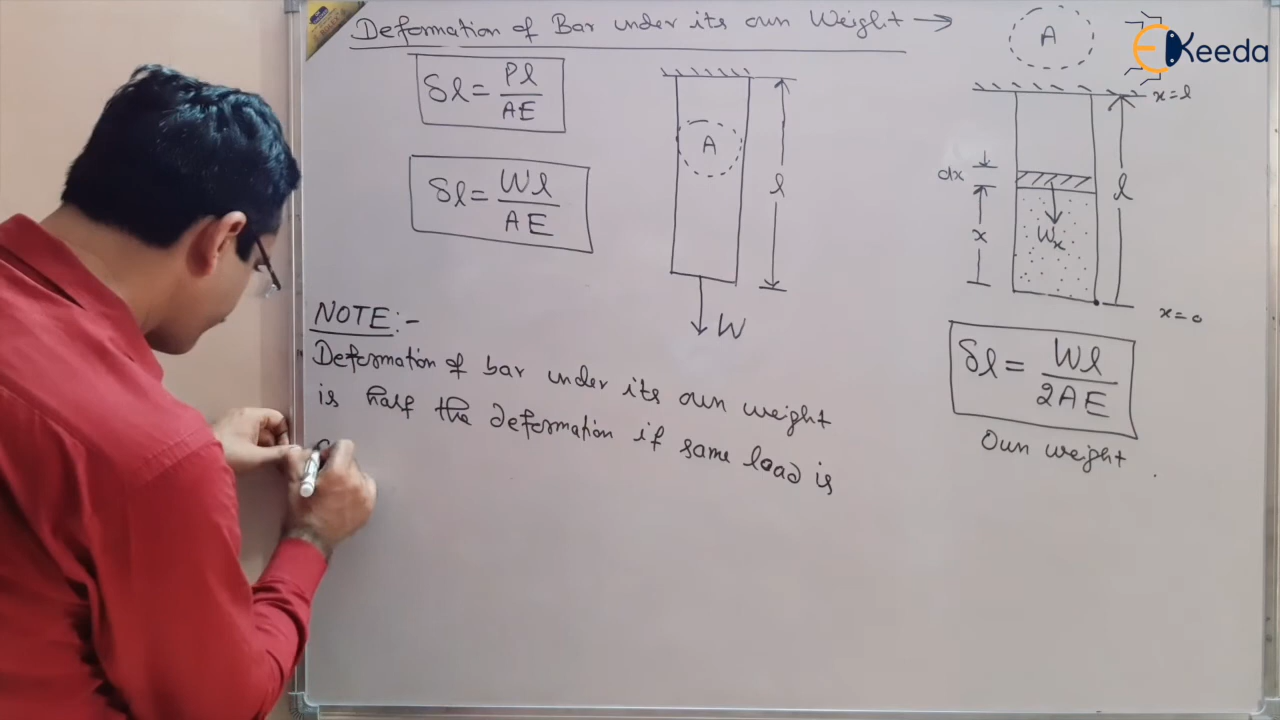 Deformation of Bar under its own Weight →
δl = Pl / AE
δl = Wl / AE
A
l
W
A
EKeeda
x=l
dx
x
Wx
l
x=0
δl = Wl / 2AE
Own weight
NOTE:-
Deformation of bar under its own weight
is half the deformation if same load is